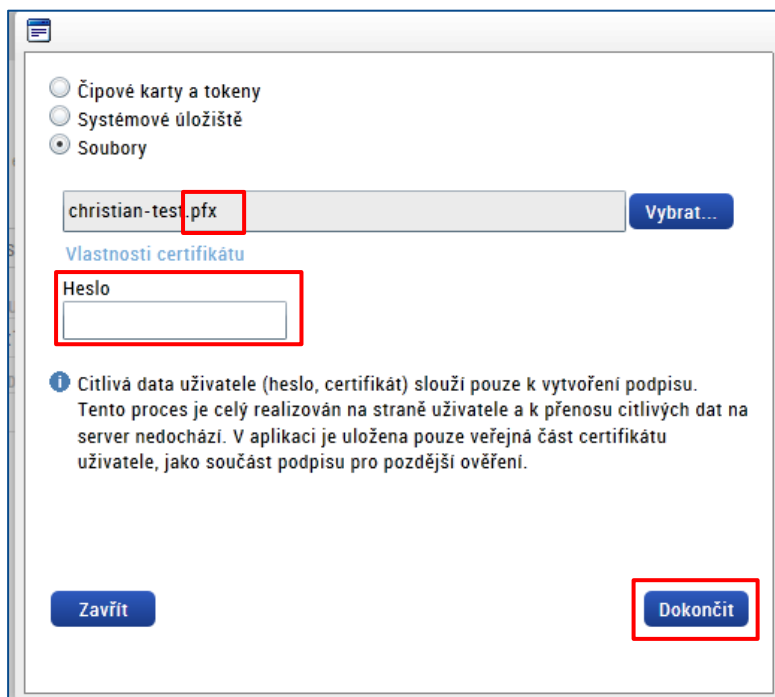 Čipové karty a tokeny
Systémové úložiště
Soubory
christian-test.pfx Vybrat...
Vlastnosti certifikátu
Heslo
Citlivá data uživatele (heslo, certifikát) slouží pouze k vytvoření podpisu.
Tento proces je celý realizován na straně uživatele a k přenosu citlivých dat na
server nedochází. V aplikaci je uložena pouze veřejná část certifikátu
uživatele, jako součást podpisu pro pozdější ověření.
Zavřít Dokončit